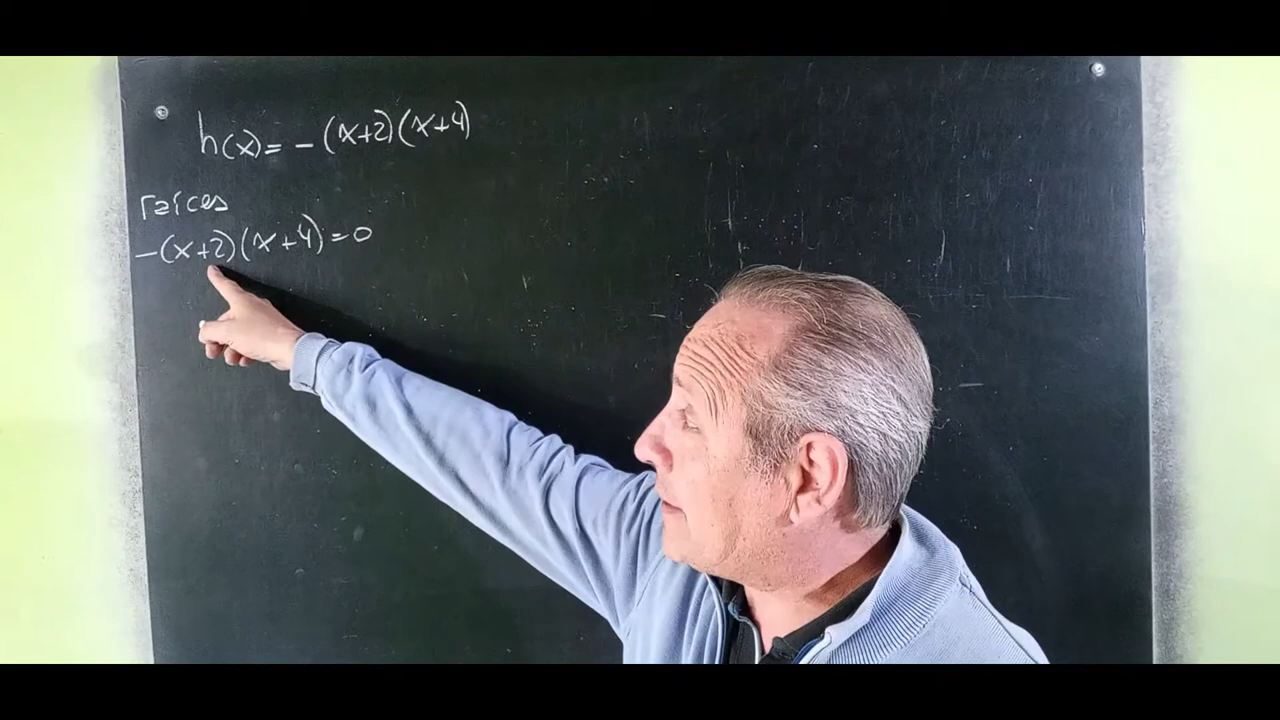 h(x) = -(x+2)(x+4)
raíces
-(x+2)(x+4)=0